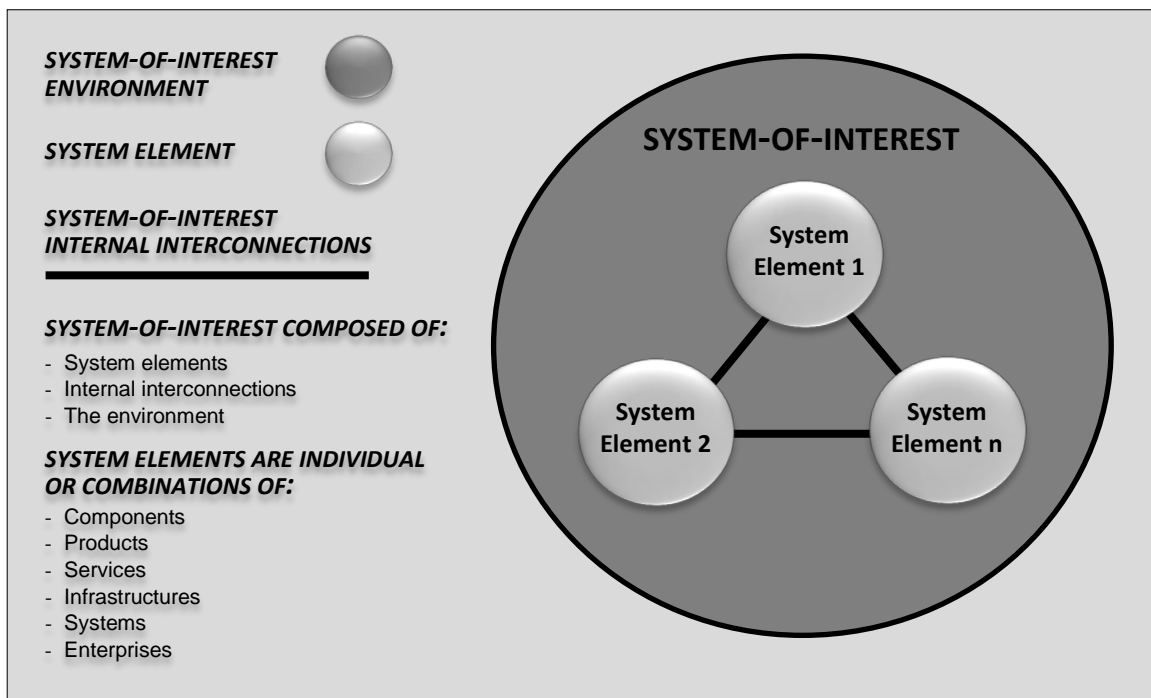 SYSTEM-OF-INTEREST
ENVIRONMENT
SYSTEM ELEMENT
SYSTEM-OF-INTEREST
INTERNAL INTERCONNECTIONS
SYSTEM-OF-INTEREST COMPOSED OF:
- System elements
- Internal interconnections
- The environment
SYSTEM ELEMENTS ARE INDIVIDUAL
OR COMBINATIONS OF:
- Components
- Products
- Services
- Infrastructures
- Systems
- Enterprises
SYSTEM-OF-INTEREST
System
Element 1
System
Element 2
System
Element n